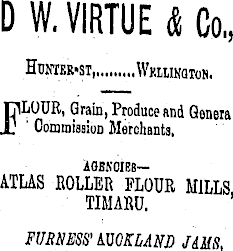 D W. VIRTUE & Co.,
HUNTER-ST,.........WELLINGTON.
FLOUR, Grain, Produce and Genera
Commission Merchants.
AGENCIES—
ATLAS ROLLER FLOUR MILLS,
TIMARU.
FURNESS' AUCKLAND JAMS,